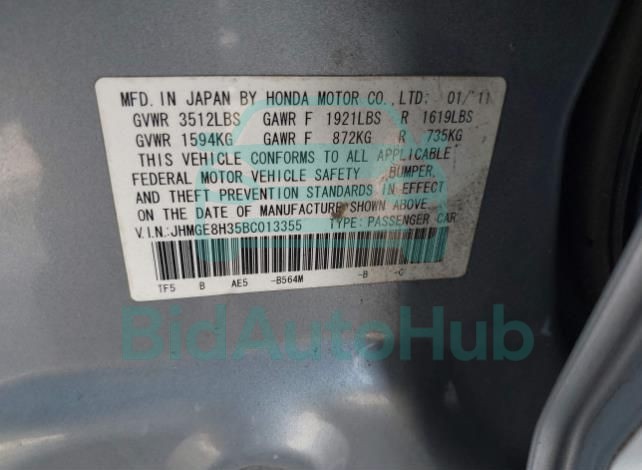 MFD. IN JAPAN BY HONDA MOTOR CO., LTD: 01/'11
GVWR 3512LBS GAWR F 1921LBS R 1619LBS
GVWR 1594KG GAWR F 872KG R 735KG
THIS VEHICLE CONFORMS TO ALL APPLICABLE
FEDERAL MOTOR VEHICLE SAFETY BUMPER,
AND THEFT PREVENTION STANDARDS IN EFFECT
ON THE DATE OF MANUFACTURE SHOWN ABOVE.
V.I.N.:JHMGE8H35BC013355 TYPE: PASSENGER CAR
TF5 B AE5 -B564M -B -C
BidAutoHub